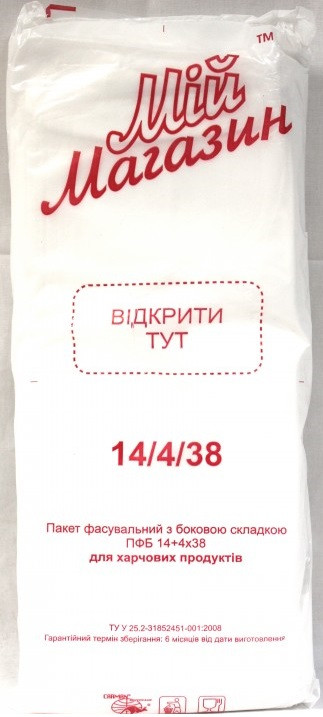 TM
Мій
Магазин
ВІДКРИТИ
ТУТ
14/4/38
Пакет фасувальний з боковою складкою
ПФБ 14+4х38
для харчових продуктів
ТУ У 25.2-31852451-001:2008
Гарантійний термін зберігання: 6 місяців від дати виготовлення